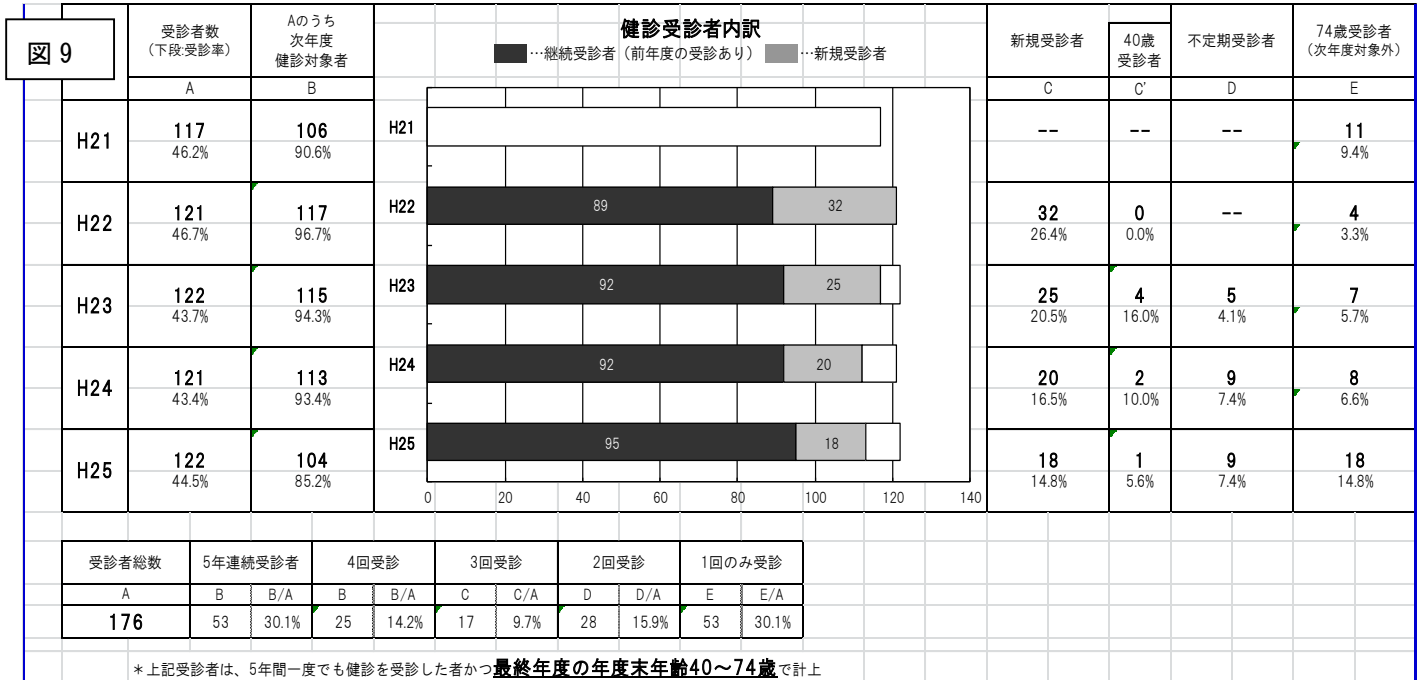 図９
受診者数
（下段:受診率）
Aのうち
次年度
健診対象者
健診受診者内訳
…継続受診者（前年度の受診あり）
…新規受診者
新規受診者
40歳
受診者
不定期受診者
74歳受診者
（次年度対象外）
A B C C' D E
H21 117 106 H21 -- -- -- 11
46.2% 90.6% 9.4%
H22 121 117 H22 89 32 32 0 -- 4
46.7% 96.7% 26.4% 0.0% 3.3%
H23 122 115 H23 92 25 25 4 5 7
43.7% 94.3% 20.5% 16.0% 4.1% 5.7%
H24 121 113 H24 92 20 20 2 9 8
43.4% 93.4% 16.5% 10.0% 7.4% 6.6%
H25 122 104 H25 95 18 18 1 9 18
44.5% 85.2% 14.8% 5.6% 7.4% 14.8%
0 20 40 60 80 100 120 140
受診者総数 5年連続受診者 4回受診 3回受診 2回受診 1回のみ受診
A B B/A B B/A C C/A D D/A E E/A
176 53 30.1% 25 14.2% 17 9.7% 28 15.9% 53 30.1%
＊上記受診者は、5年間一度でも健診を受診した者かつ最終年度の年度末年齢40～74歳で計上